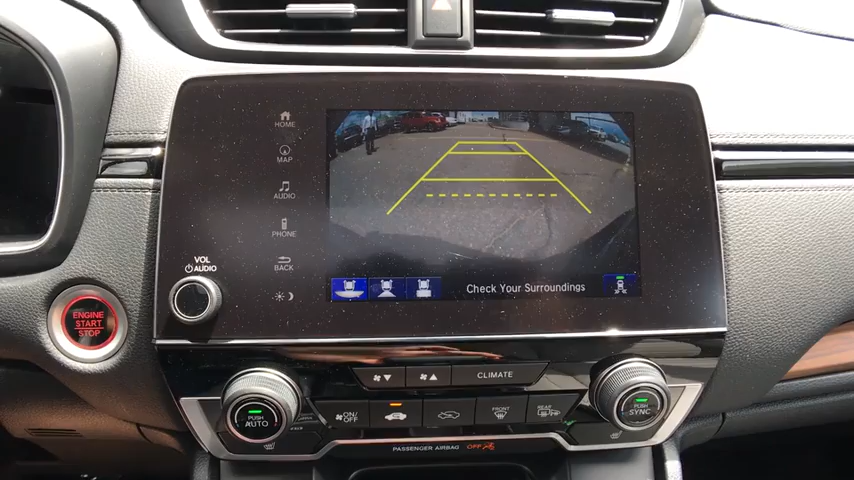 HOME
MAP
AUDIO
PHONE
BACK
VOL
AUDIO
Check Your Surroundings
ENGINE
START
STOP
CLIMATE
PUSH
AUTO
ON/
OFF
FRONT
REAR
PUSH
SYNC
PASSENGER AIRBAG OFF